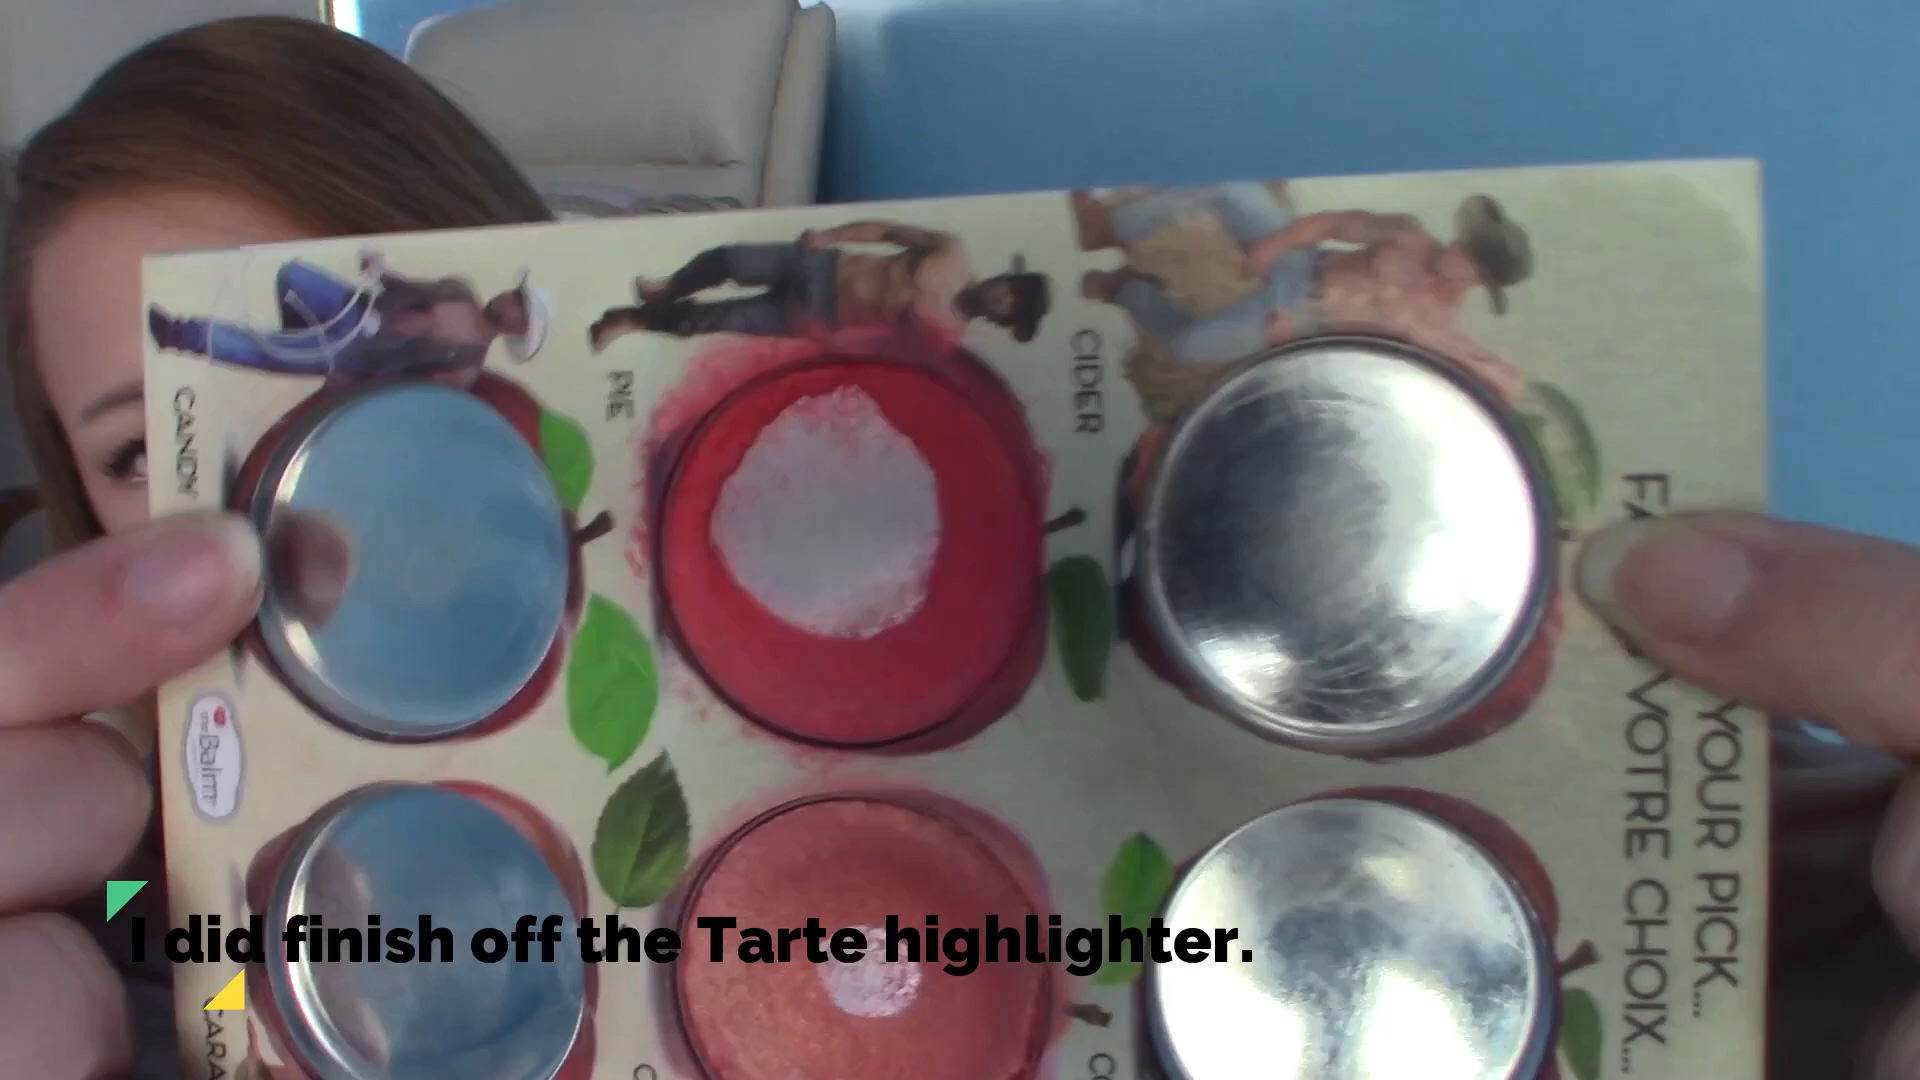 CANDY
PIE
CIDER
YOUR PICK...
VOTRE CHOIX...
theBalm
I did finish off the Tarte highlighter.